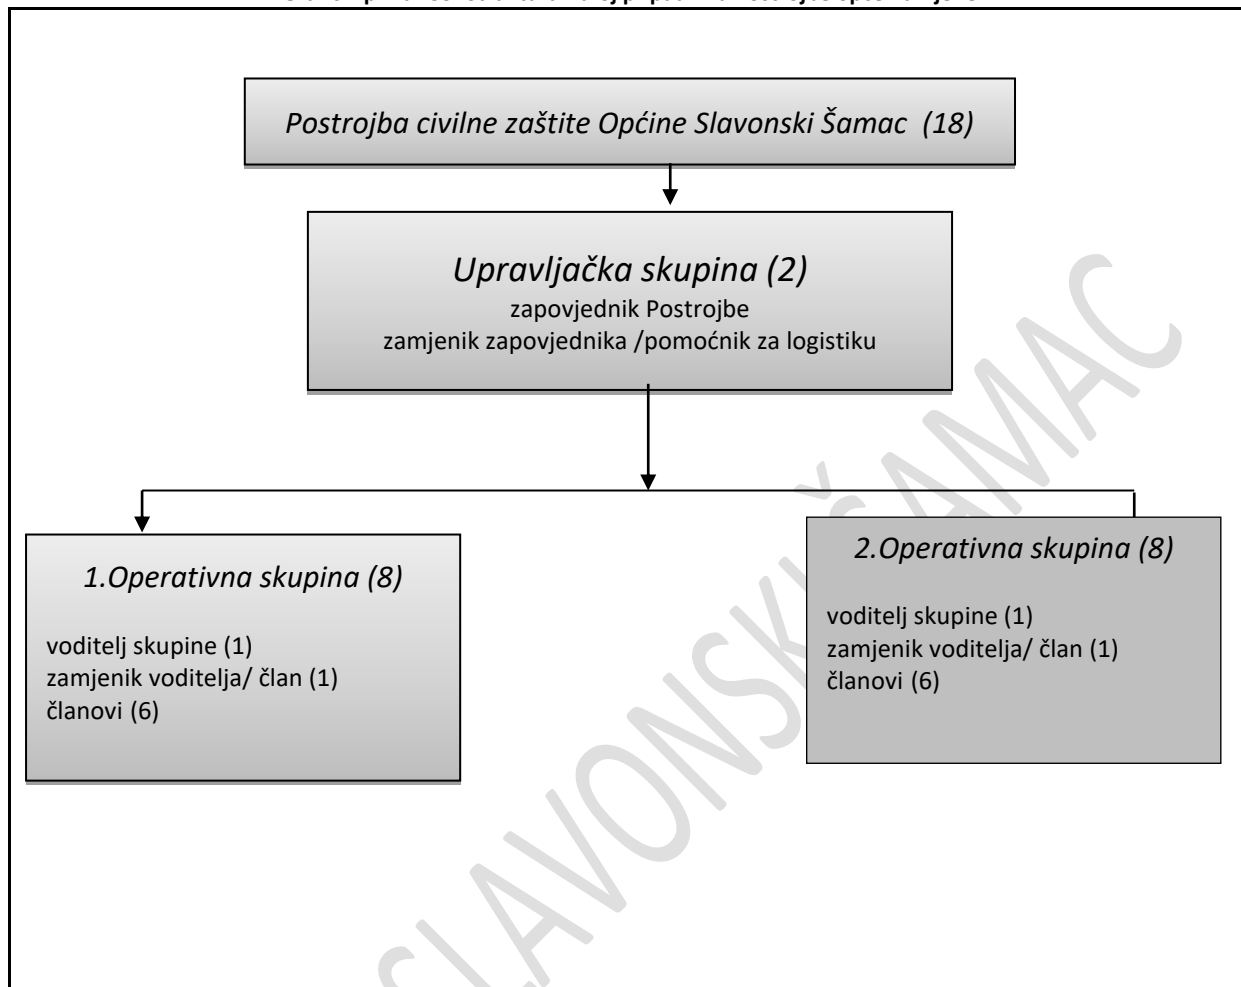 Postrojba civilne zaštite Općine Slavonski Šamac (18)
Upravljačka skupina (2)
zapovjednik Postrojbe
zamjenik zapovjednika /pomoćnik za logistiku
1.Operativna skupina (8)
voditelj skupine (1)
zamjenik voditelja/ član (1)
članovi (6)
2.Operativna skupina (8)
voditelj skupine (1)
zamjenik voditelja/ član (1)
članovi (6)
SLAVONSKI ŠAMAC